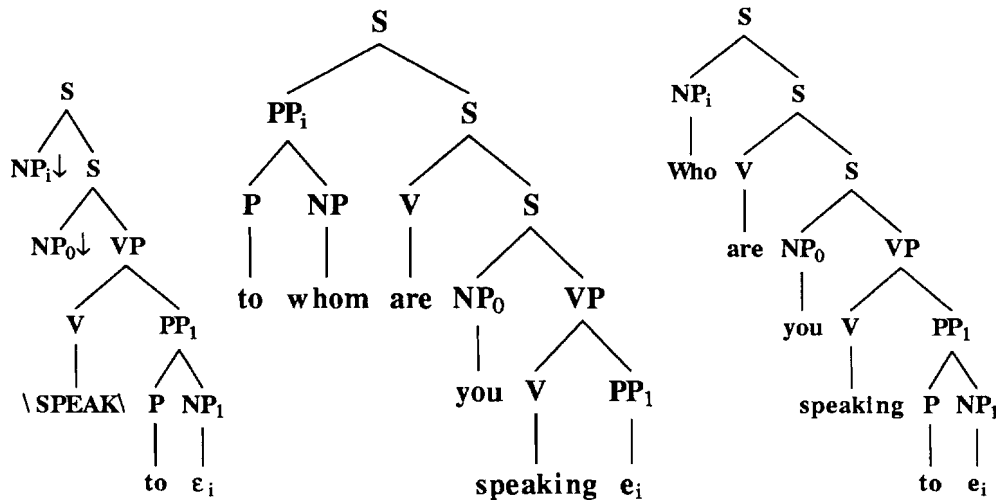 S
NPᵢ↓ S
NP₀↓ VP
V PP₁
\SPEAK\ P NP₁
to εᵢ
S
PPᵢ S
P NP V S
to whom are NP₀ VP
you V PP₁
speaking eᵢ
S
NPᵢ S
Who V S
are NP₀ VP
you V PP₁
speaking P NP₁
to eᵢ